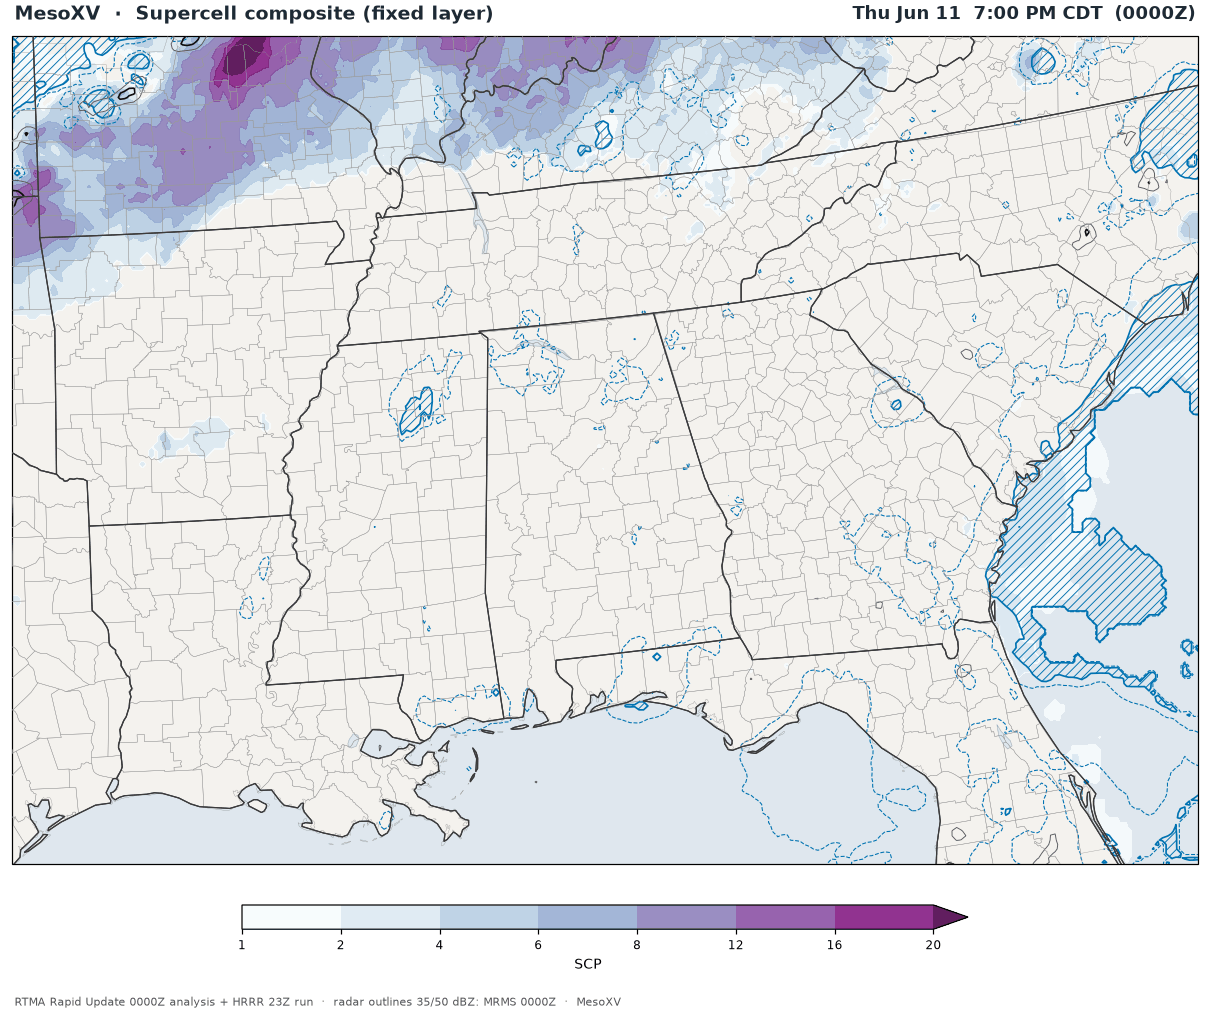 MesoXV · Supercell composite (fixed layer)
Thu Jun 11 7:00 PM CDT (0000Z)
1 2 4 6 8 12 16 20
SCP
RTMA Rapid Update 0000Z analysis + HRRR 23Z run · radar outlines 35/50 dBZ: MRMS 0000Z · MesoXV